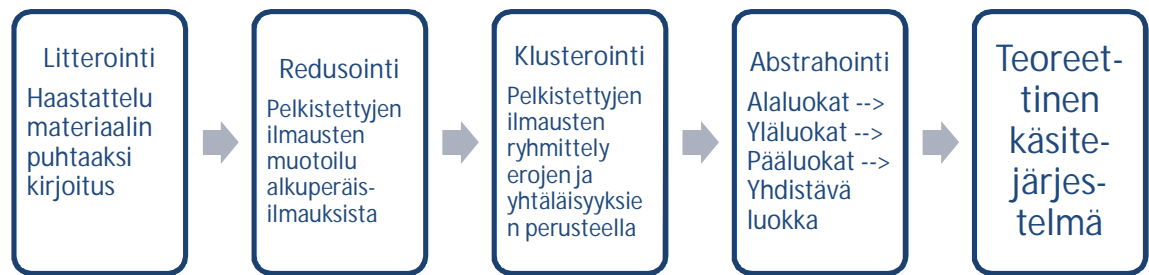 Litterointi
Haastattelu
materiaalin
puhtaaksi
kirjoitus
Redusointi
Pelkistettyjen
ilmausten
muotoilu
alkuperäis-
ilmauksista
Klusterointi
Pelkistettyjen
ilmausten
ryhmittely
erojen ja
yhtäläisyyksie
n perusteella
Abstrahointi
Alaluokat -->
Yläluokat -->
Pääluokat -->
Yhdistävä
luokka
Teoreet-
tinen
käsite-
järjes-
telmä